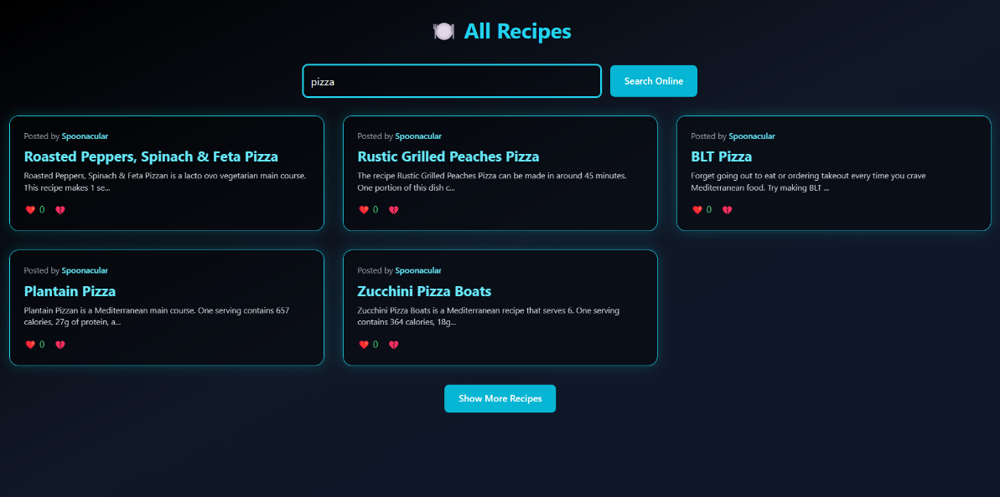 🍽️ All Recipes
pizza
Search Online
Posted by Spoonacular
Roasted Peppers, Spinach & Feta Pizza
Roasted Peppers, Spinach & Feta Pizzan is a lacto ovo vegetarian main course.
This recipe makes 1 se...
❤️ 0 💔
Posted by Spoonacular
Rustic Grilled Peaches Pizza
The recipe Rustic Grilled Peaches Pizza can be made in around 45 minutes.
One portion of this dish c...
❤️ 0 💔
Posted by Spoonacular
BLT Pizza
Forget going out to eat or ordering takeout every time you crave
Mediterranean food. Try making BLT ...
❤️ 0 💔
Posted by Spoonacular
Plantain Pizza
Plantain Pizzan is a Mediterranean main course. One serving contains 657
calories, 27g of protein, a...
❤️ 0 💔
Posted by Spoonacular
Zucchini Pizza Boats
Zucchini Pizza Boats is a Mediterranean recipe that serves 6. One serving
contains 364 calories, 18g...
❤️ 0 💔
Show More Recipes